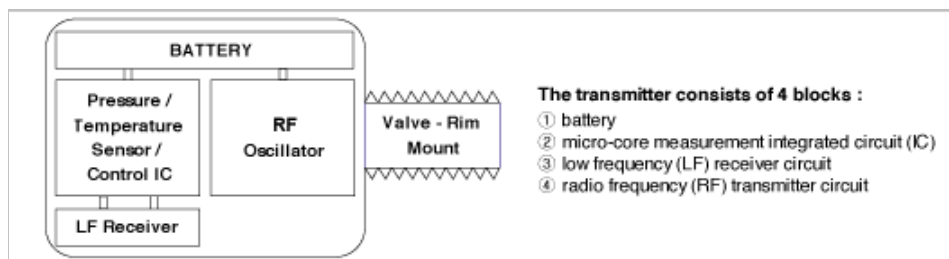 BATTERY
Pressure /
Temperature
Sensor /
Control IC
RF
Oscillator
Valve - Rim
Mount
LF Receiver
The transmitter consists of 4 blocks :
① battery
② micro-core measurement integrated circuit (IC)
③ low frequency (LF) receiver circuit
④ radio frequency (RF) transmitter circuit